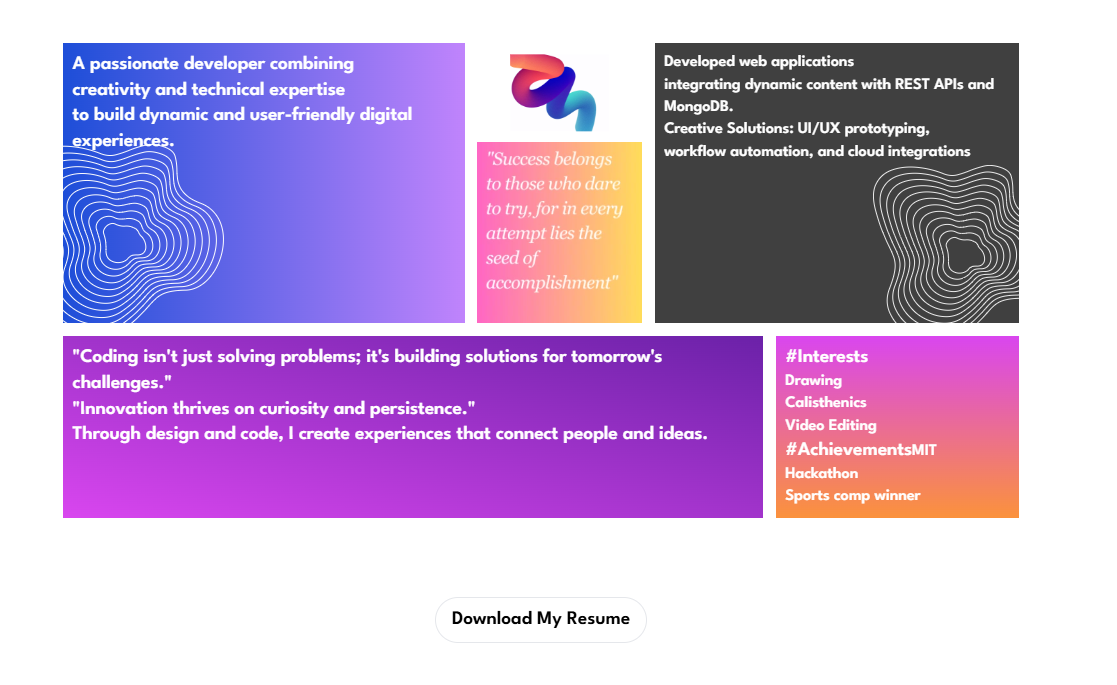 A passionate developer combining
creativity and technical expertise
to build dynamic and user-friendly digital
experiences.
"Success belongs
to those who dare
to try, for in every
attempt lies the
seed of
accomplishment"
Developed web applications
integrating dynamic content with REST APIs and
MongoDB.
Creative Solutions: UI/UX prototyping,
workflow automation, and cloud integrations
"Coding isn't just solving problems; it's building solutions for tomorrow's
challenges."
"Innovation thrives on curiosity and persistence."
Through design and code, I create experiences that connect people and ideas.
#Interests
Drawing
Calisthenics
Video Editing
#AchievementsMIT
Hackathon
Sports comp winner
Download My Resume